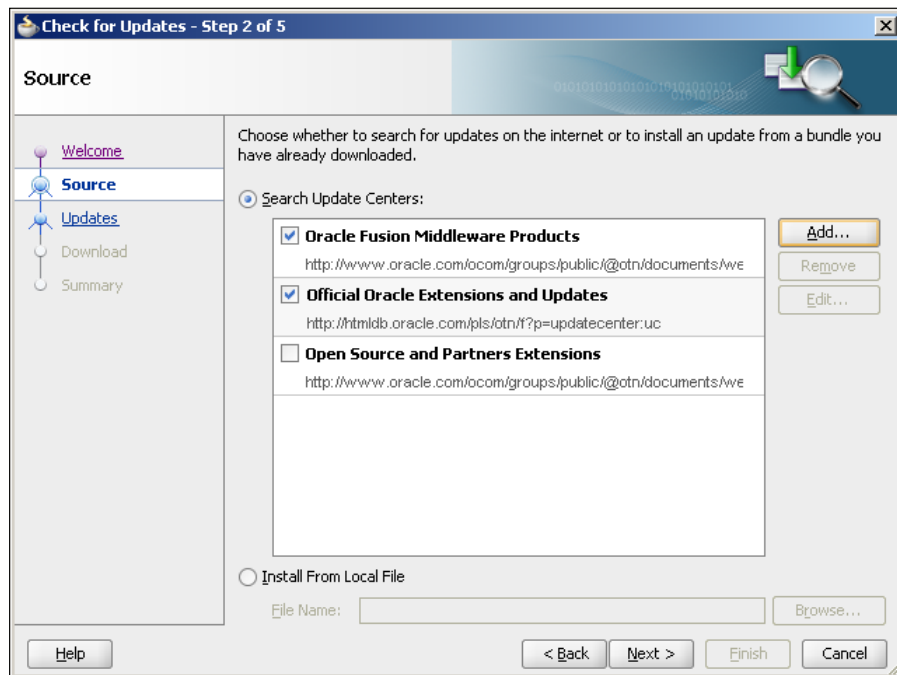 Check for Updates - Step 2 of 5
Source
01010101010101010101010101
01010101010
Welcome
Source
Updates
Download
Summary
Choose whether to search for updates on the internet or to install an update from a bundle you
have already downloaded.
Search Update Centers:
Oracle Fusion Middleware Products
http://www.oracle.com/ocom/groups/public/@otn/documents/we
Official Oracle Extensions and Updates
http://htmldb.oracle.com/pls/otn/f?p=updatecenter:uc
Open Source and Partners Extensions
http://www.oracle.com/ocom/groups/public/@otn/documents/we
Add...
Remove
Edit...
Install From Local File
File Name:
Browse...
Help
< Back
Next >
Finish
Cancel